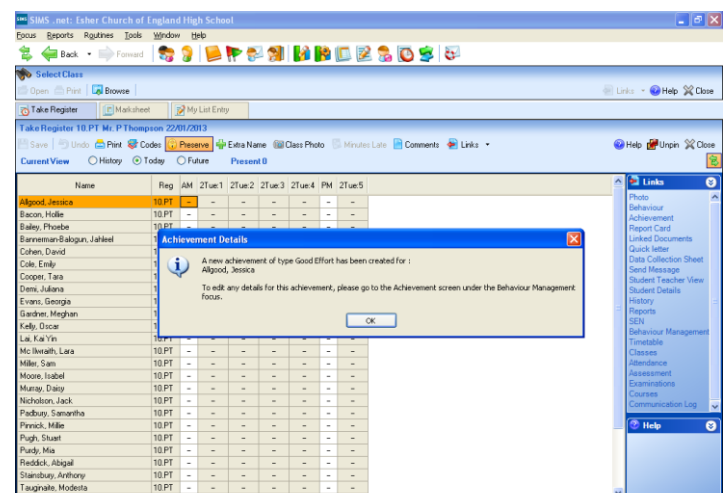 SIMS .net: Esher Church of England High School
Focus Reports Routines Tools Window Help
Back Forward
Select Class
Open Print Browse Links Help Close
Take Register Marksheet My List Entry
Take Register 10.PT Mr. P Thompson 22/01/2013
Save Undo Print Codes Preserve Extra Name Class Photo Minutes Late Comments Links Help Unpin Close
Current View History Today Future Present 0
Name Reg AM 2Tue:1 2Tue:2 2Tue:3 2Tue:4 PM 2Tue:5
Allgood, Jessica
Bacon, Hollie 10.PT - - - - - - -
Bailey, Phoebe 10.PT
Bannerman-Balogun, Jahleel
Cohen, David
Cole, Emily
Cooper, Tara
Demi, Juliana
Evans, Georgia
Gardner, Meghan
Kelly, Oscar
Lai, Kai Yin
Mc Ilwraith, Lara 10.PT - - - - - - -
Miller, Sam 10.PT - - - - - - -
Moore, Isabel 10.PT - - - - - - -
Murray, Daisy 10.PT - - - - - - -
Nicholson, Jack 10.PT - - - - - - -
Padbury, Samantha 10.PT - - - - - - -
Pinnick, Millie 10.PT - - - - - - -
Pugh, Stuart 10.PT - - - - - - -
Purdy, Mia 10.PT - - - - - - -
Reddick, Abigail 10.PT - - - - - - -
Stainsbury, Anthony 10.PT - - - - - - -
Tauginaite, Modesta 10.PT - - - - - - -
Achievement Details
A new achievement of type Good Effort has been created for :
Allgood, Jessica
To edit any details for this achievement, please go to the Achievement screen under the Behaviour Management
focus.
OK
Links
Photo
Behaviour
Achievement
Report Card
Linked Documents
Quick letter
Data Collection Sheet
Send Message
Student Teacher View
Student Details
History
Reports
SEN
Behaviour Management
Timetable
Classes
Attendance
Assessment
Examinations
Courses
Communication Log
Help